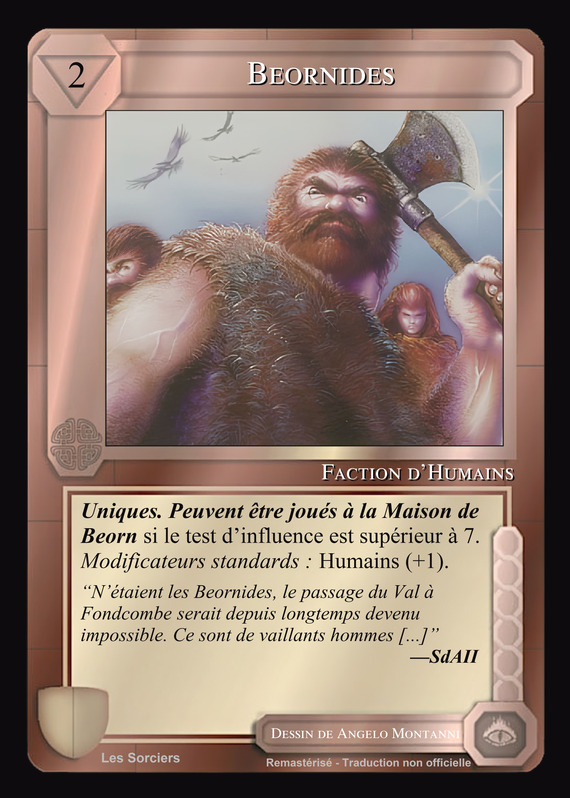 2
BEORNIDES
FACTION D'HUMAINS
Uniques. Peuvent être joués à la Maison de
Beorn si le test d'influence est supérieur à 7.
Modificateurs standards : Humains (+1).
“N'étaient les Beornides, le passage du Val à
Fondcombe serait depuis longtemps devenu
impossible. Ce sont de vaillants hommes [...]”
—SdAII
DESSIN DE ANGELO MONTANNI
Les Sorciers
Remastérisé - Traduction non officielle